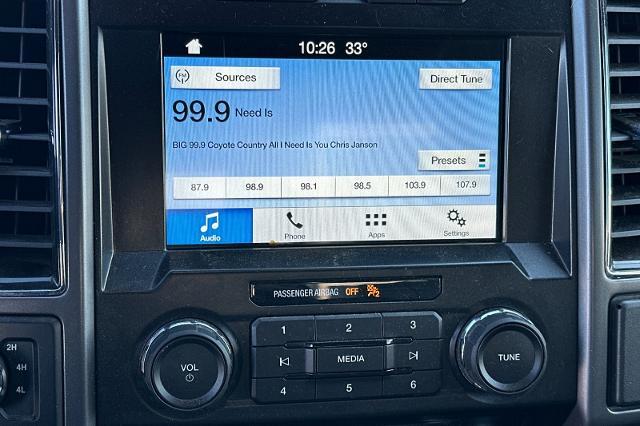 10:26 33°
FM Sources Direct Tune
99.9 Need Is
BIG 99.9 Coyote Country All I Need Is You Chris Janson
Presets
87.9 98.9 98.1 98.5 103.9 107.9
Audio Phone Apps Settings
PASSENGER AIRBAG OFF 2
1 2 3
VOL MEDIA TUNE
4 5 6
2H
4H
4L